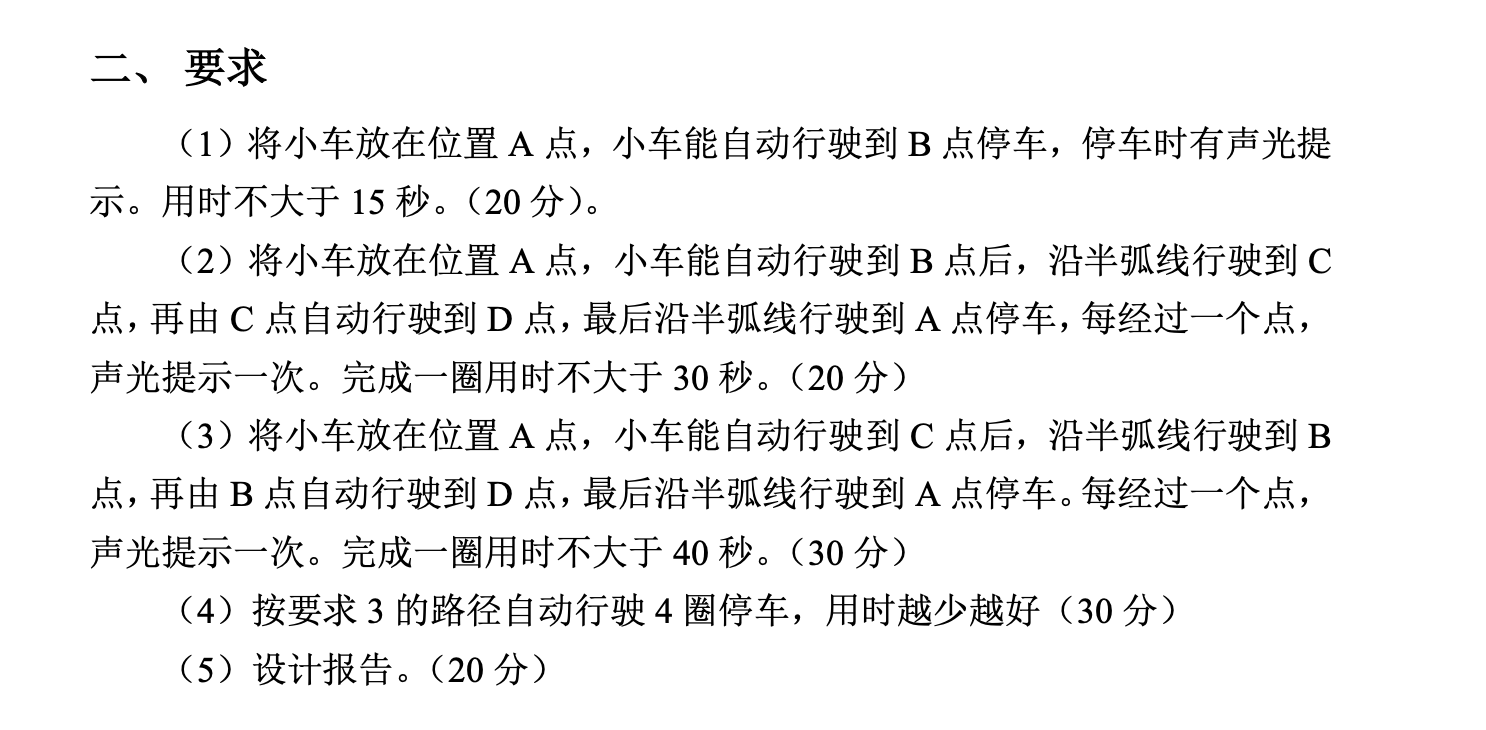 二、 要求
（1）将小车放在位置 A 点，小车能自动行驶到 B 点停车，停车时有声光提
示。用时不大于 15 秒。（20 分）。
（2）将小车放在位置 A 点，小车能自动行驶到 B 点后，沿半弧线行驶到 C
点，再由 C 点自动行驶到 D 点，最后沿半弧线行驶到 A 点停车，每经过一个点，
声光提示一次。完成一圈用时不大于 30 秒。（20 分）
（3）将小车放在位置 A 点，小车能自动行驶到 C 点后，沿半弧线行驶到 B
点，再由 B 点自动行驶到 D 点，最后沿半弧线行驶到 A 点停车。每经过一个点，
声光提示一次。完成一圈用时不大于 40 秒。（30 分）
（4）按要求 3 的路径自动行驶 4 圈停车，用时越少越好（30 分）
（5）设计报告。（20 分）